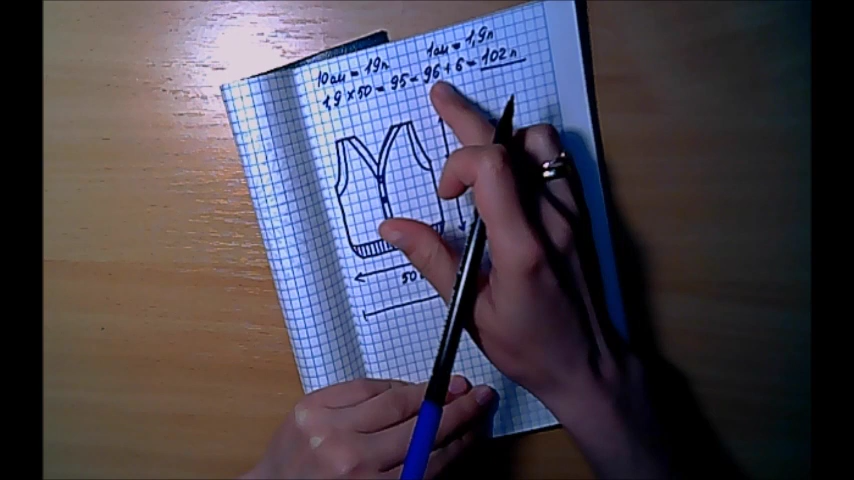 10см = 19п 1см = 1,9п
1,9 × 50 = 95 - 96 + 6 = 102 п
50